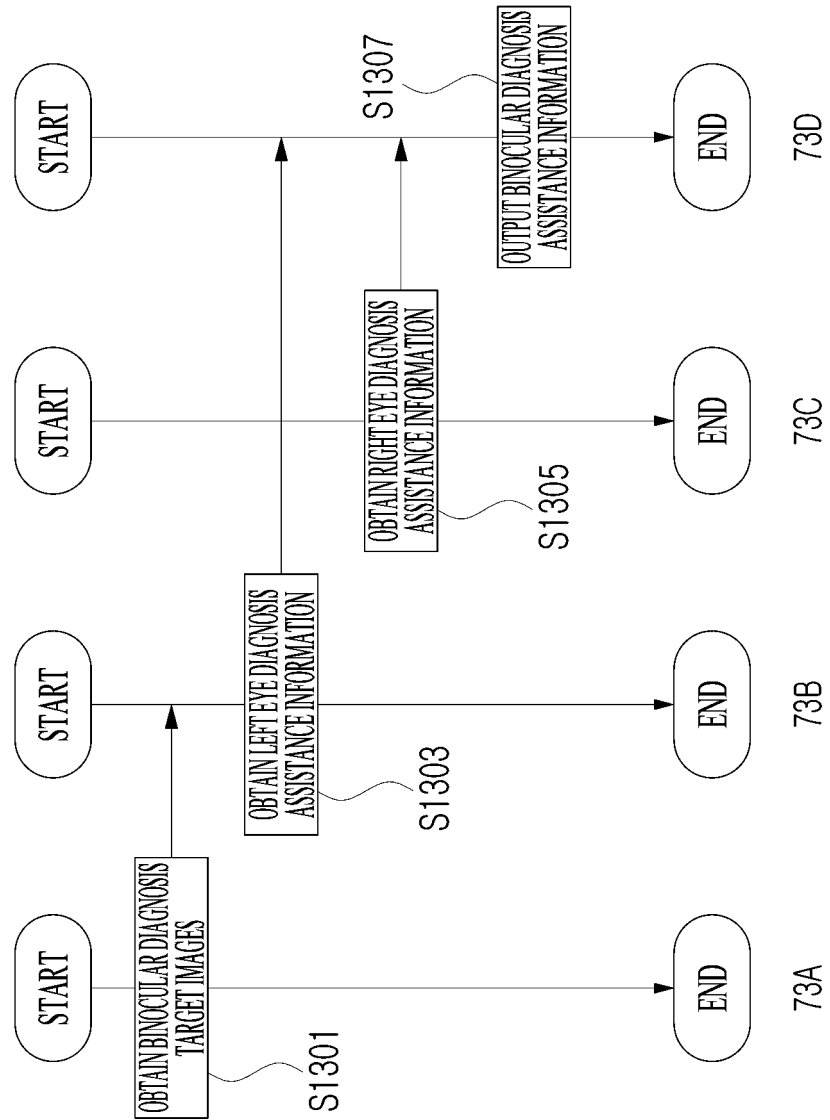 START
OBTAIN BINOCULAR DIAGNOSIS
TARGET IMAGES
S1301
END
73A
START
OBTAIN LEFT EYE DIAGNOSIS
ASSISTANCE INFORMATION
S1303
END
73B
START
OBTAIN RIGHT EYE DIAGNOSIS
ASSISTANCE INFORMATION
S1305
END
73C
START
S1307
OUTPUT BINOCULAR DIAGNOSIS
ASSISTANCE INFORMATION
END
73D